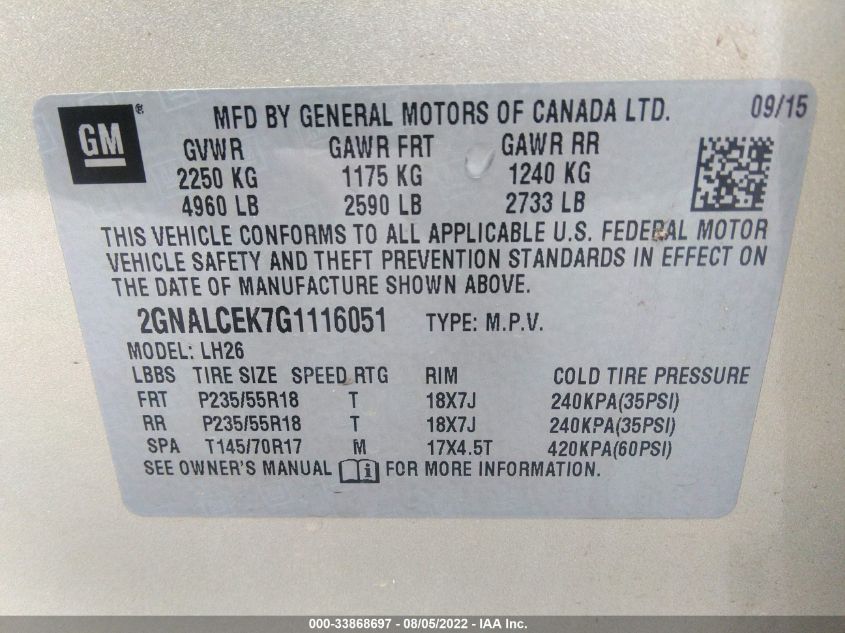 GM ® MFD BY GENERAL MOTORS OF CANADA LTD. 09/15
GVWR GAWR FRT GAWR RR
2250 KG 1175 KG 1240 KG
4960 LB 2590 LB 2733 LB
THIS VEHICLE CONFORMS TO ALL APPLICABLE U.S. FEDERAL MOTOR
VEHICLE SAFETY AND THEFT PREVENTION STANDARDS IN EFFECT ON
THE DATE OF MANUFACTURE SHOWN ABOVE.
2GNALCEK7G1116051 TYPE: M.P.V.
MODEL: LH26
LBBS TIRE SIZE SPEED RTG RIM COLD TIRE PRESSURE
FRT P235/55R18 T 18X7J 240KPA(35PSI)
RR P235/55R18 T 18X7J 240KPA(35PSI)
SPA T145/70R17 M 17X4.5T 420KPA(60PSI)
SEE OWNER'S MANUAL i FOR MORE INFORMATION.
000-33868697 - 08/05/2022 - IAA Inc.